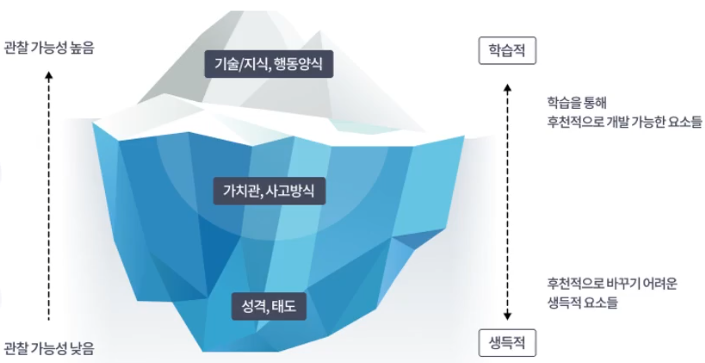 관찰 가능성 높음
기술/지식, 행동양식
학습적
학습을 통해
후천적으로 개발 가능한 요소들
가치관, 사고방식
후천적으로 바꾸기 어려운
생득적 요소들
성격, 태도
관찰 가능성 낮음
생득적